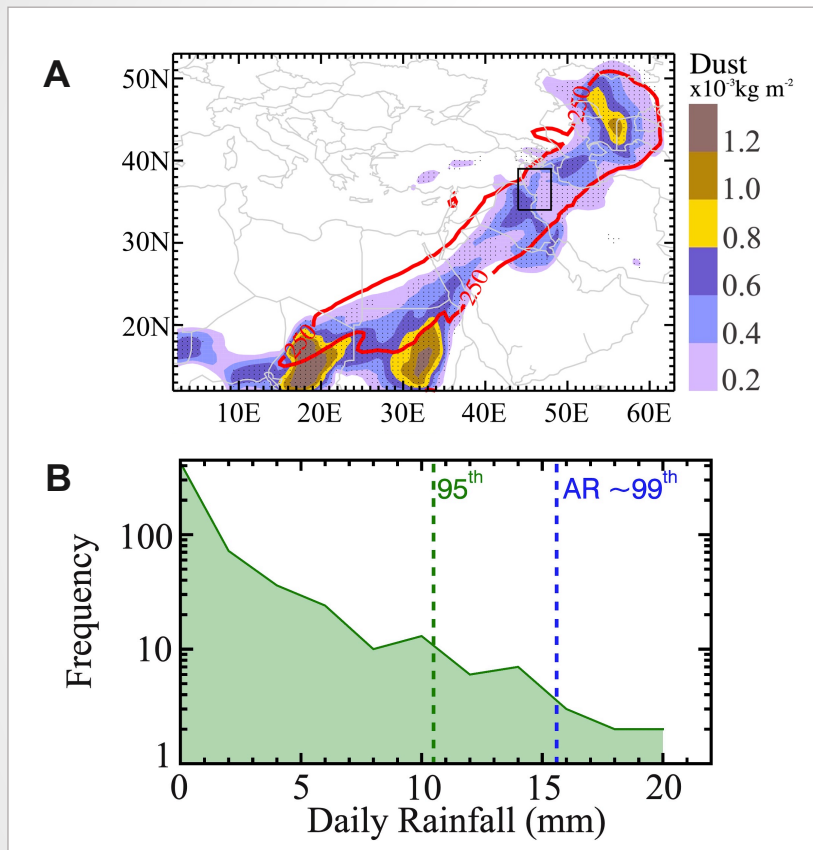 A
Dust
x10⁻³kg m⁻²
50N
40N
30N
20N
250
250
250
1.2
1.0
0.8
0.6
0.4
0.2
10E 20E 30E 40E 50E 60E
B
95th
AR ~99th
Frequency
100
10
1
0 5 10 15 20
Daily Rainfall (mm)